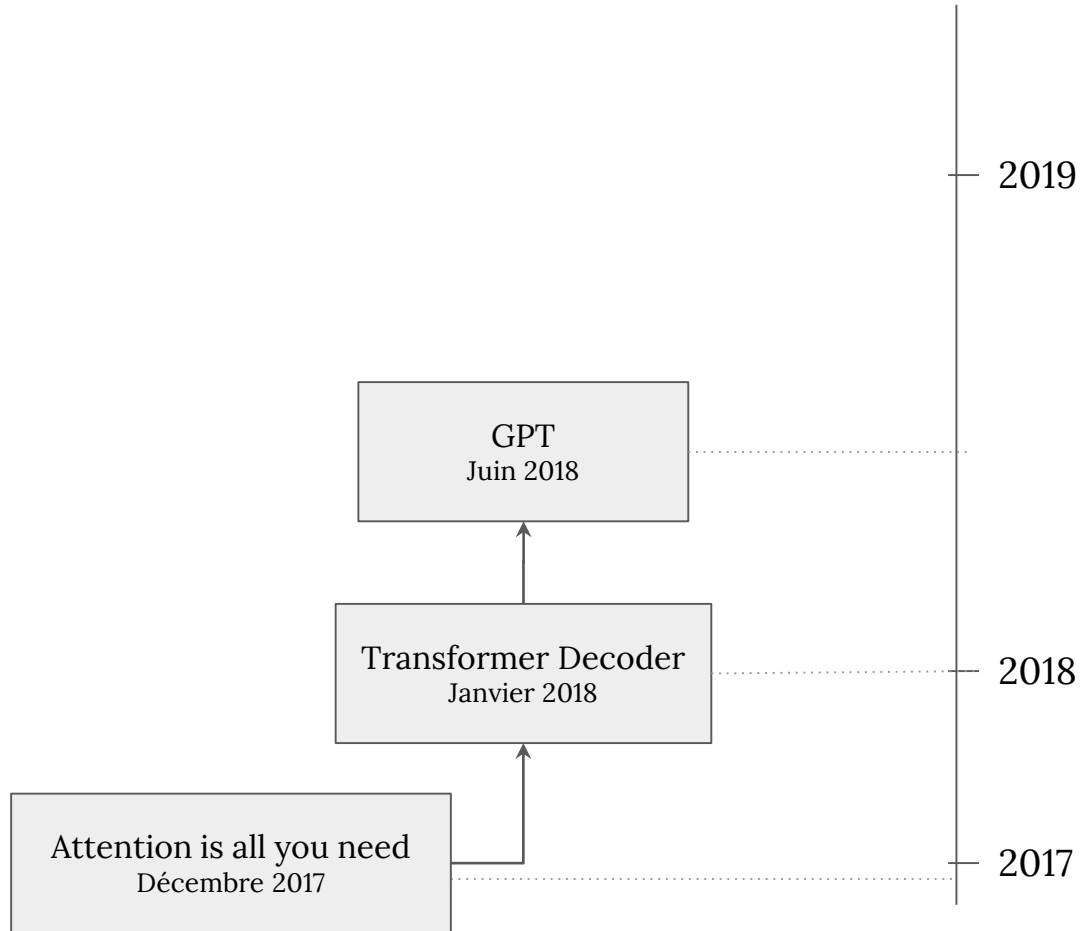 2019
GPT
Juin 2018
Transformer Decoder
Janvier 2018
2018
Attention is all you need
Décembre 2017
2017